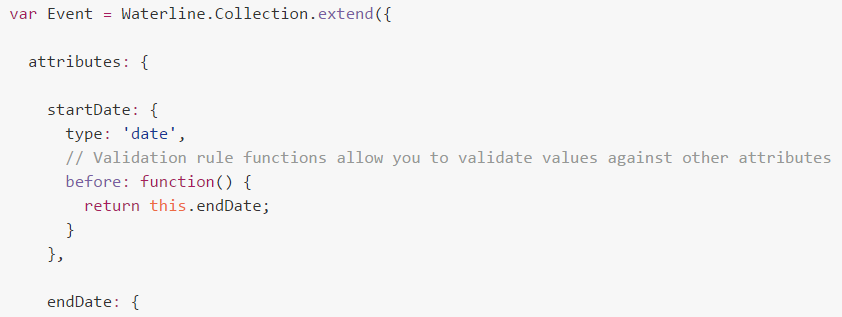 var Event = Waterline.Collection.extend({
attributes: {
startDate: {
type: 'date',
// Validation rule functions allow you to validate values against other attributes
before: function() {
return this.endDate;
}
},
endDate: {